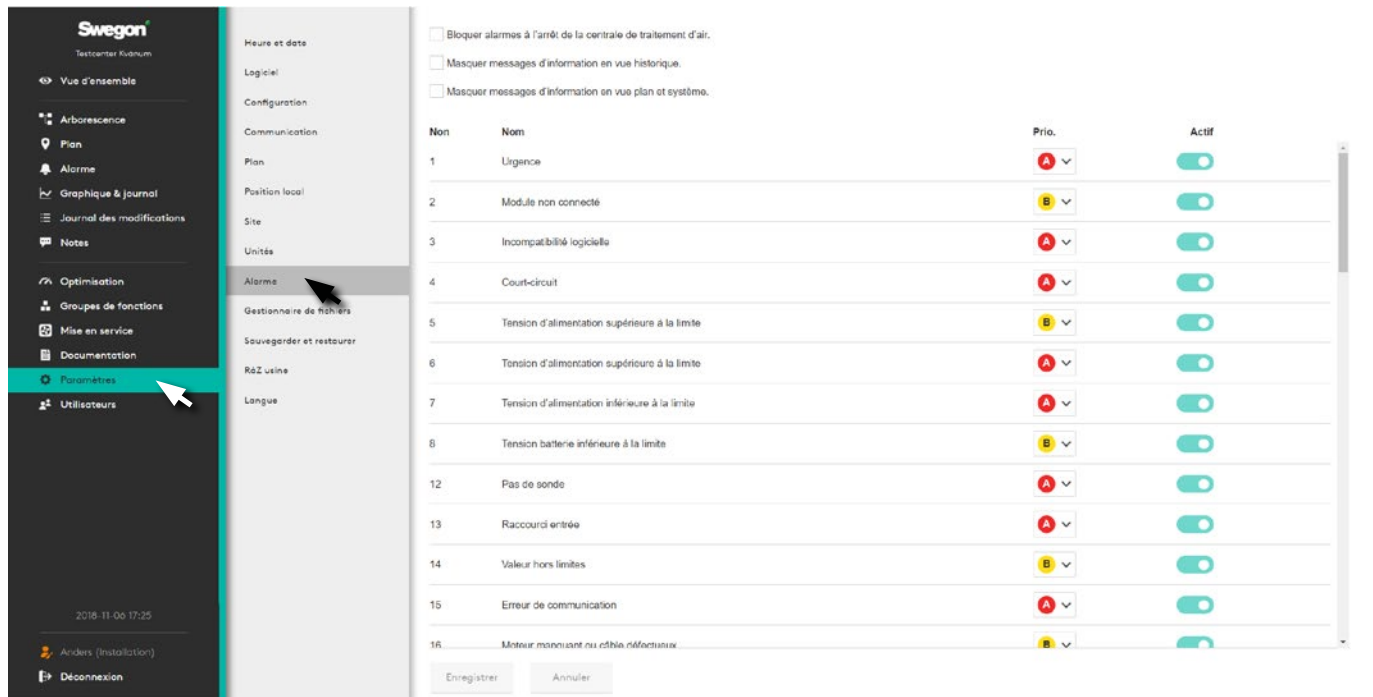 Swegon
Testcenter Kvänum
Vue d'ensemble
Arborescence
Plan
Alarme
Graphique & journal
Journal des modifications
Notes
Optimisation
Groupes de fonctions
Mise en service
Documentation
Paramètres
Utilisateurs
2018-11-06 17:25
Anders (Installation)
Déconnexion
Heure et date
Logiciel
Configuration
Communication
Plan
Position local
Site
Unités
Alarme
Gestionnaire de fichiers
Sauvegarder et restaurer
RàZ usine
Langue
Bloquer alarmes à l'arrêt de la centrale de traitement d'air.
Masquer messages d'information en vue historique.
Masquer messages d'information en vue plan et système.
Non Nom Prio. Actif
1 Urgence A
2 Module non connecté B
3 Incompatibilité logicielle A
4 Court-circuit A
5 Tension d'alimentation supérieure à la limite B
6 Tension d'alimentation supérieure à la limite A
7 Tension d'alimentation inférieure à la limite A
8 Tension batterie inférieure à la limite B
12 Pas de sonde A
13 Raccourci entrée A
14 Valeur hors limites B
15 Erreur de communication A
16 Moteur manquant ou câble défectueux B
Enregistrer Annuler